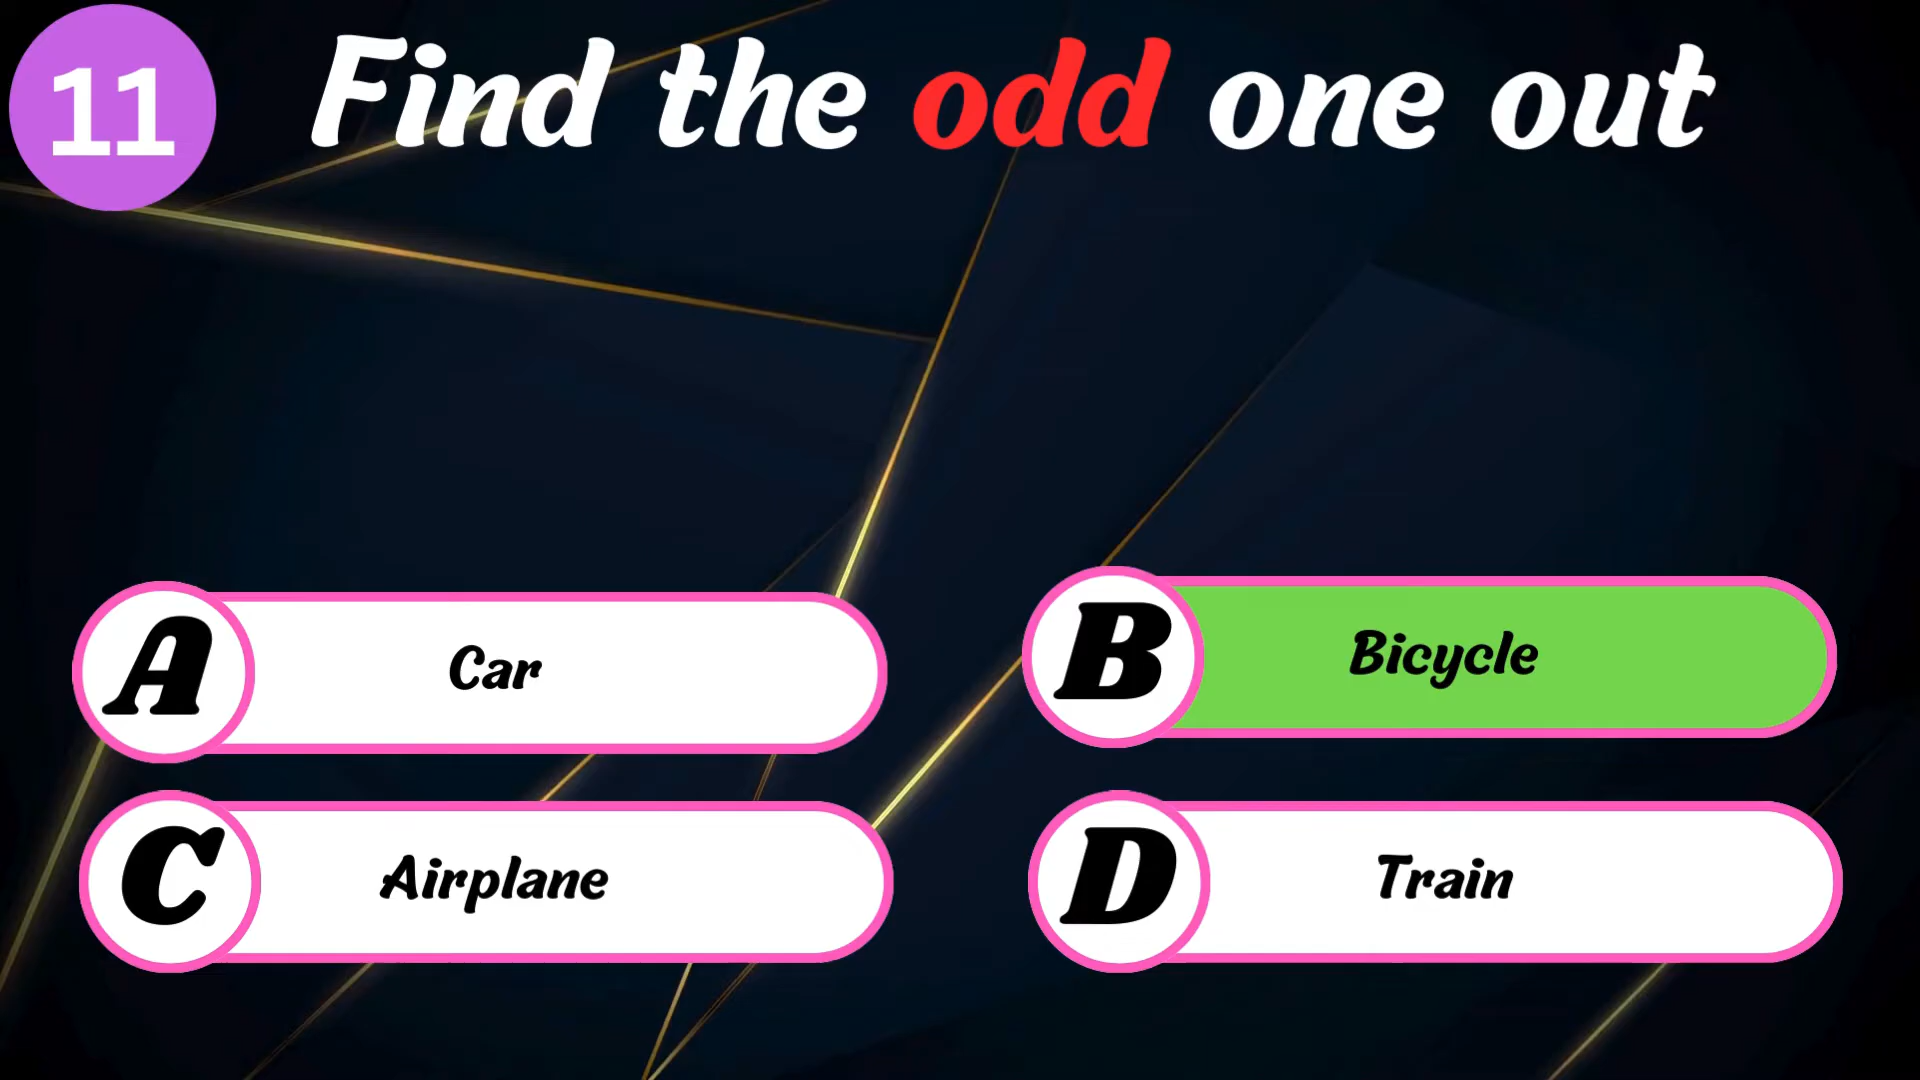 11
Find the odd one out
A Car
B Bicycle
C Airplane
D Train